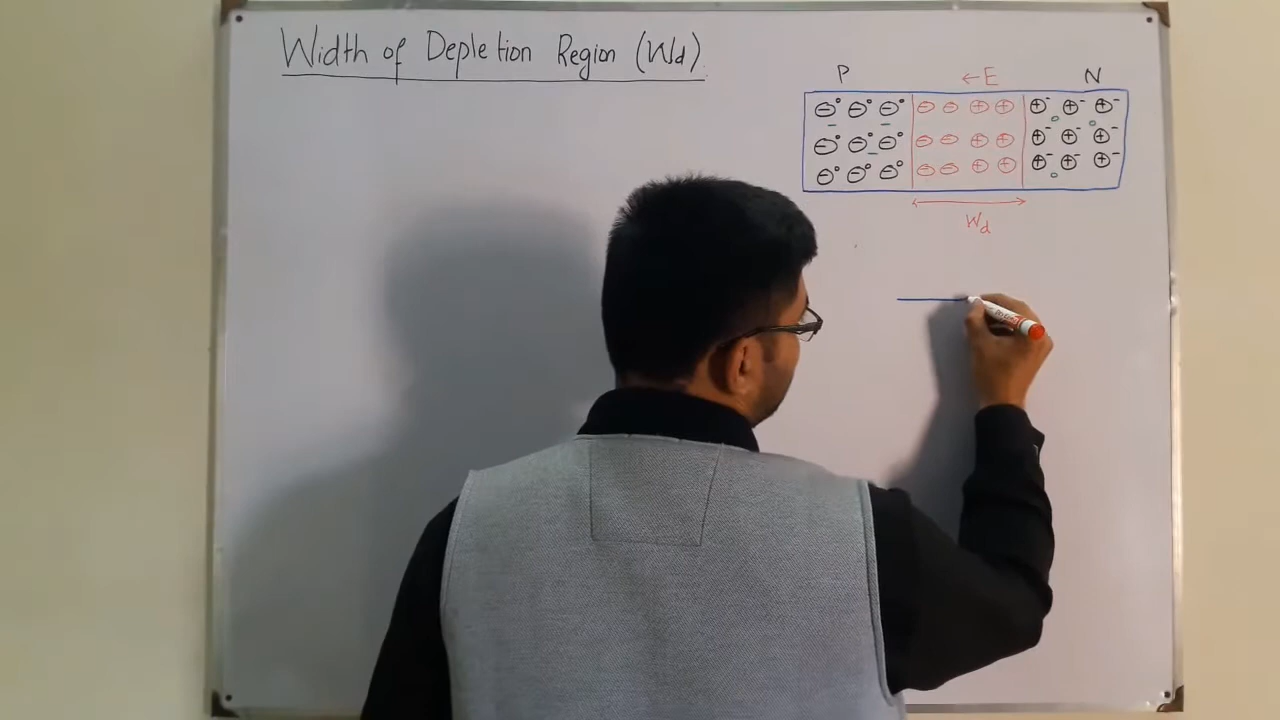 Width of Depletion Region (Wd).
P ←E N
Wd